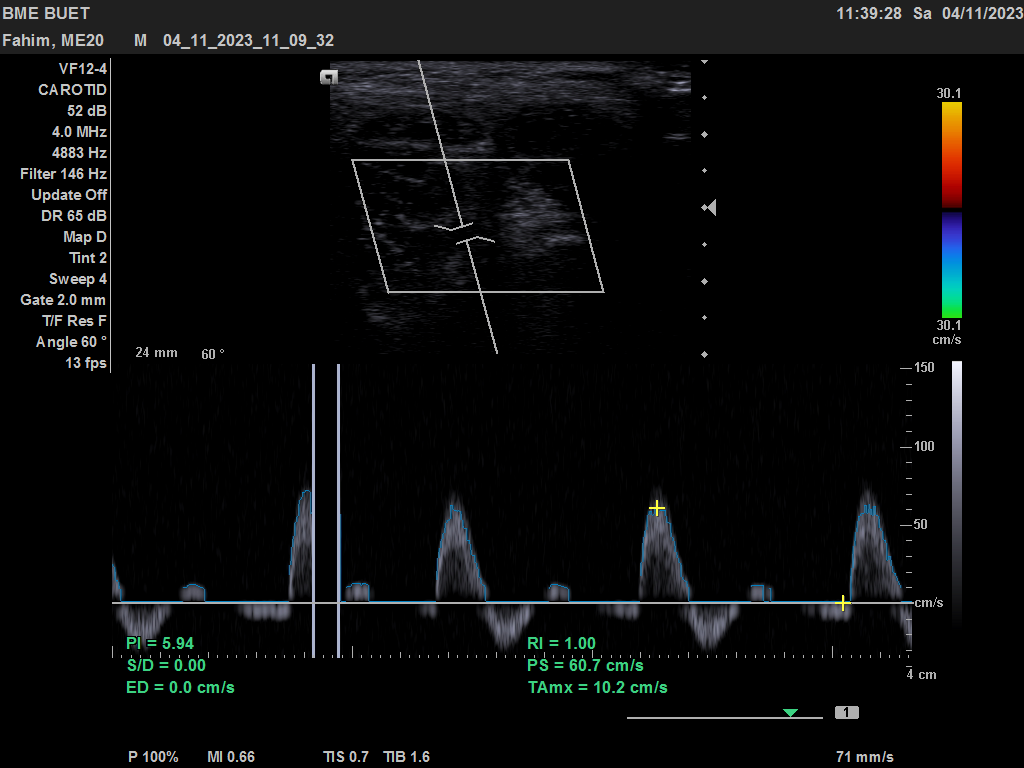 BME BUET
11:39:28 Sa 04/11/2023
Fahim, ME20 M 04_11_2023_11_09_32
VF12-4
CAROTID
52 dB
4.0 MHz
4883 Hz
Filter 146 Hz
Update Off
DR 65 dB
Map D
Tint 2
Sweep 4
Gate 2.0 mm
T/F Res F
Angle 60 °
13 fps
24 mm 60 °
30.1
30.1
cm/s
150
100
50
cm/s
4 cm
PI = 5.94
S/D = 0.00
ED = 0.0 cm/s
RI = 1.00
PS = 60.7 cm/s
TAmx = 10.2 cm/s
1
P 100% MI 0.66 TIS 0.7 TIB 1.6 71 mm/s